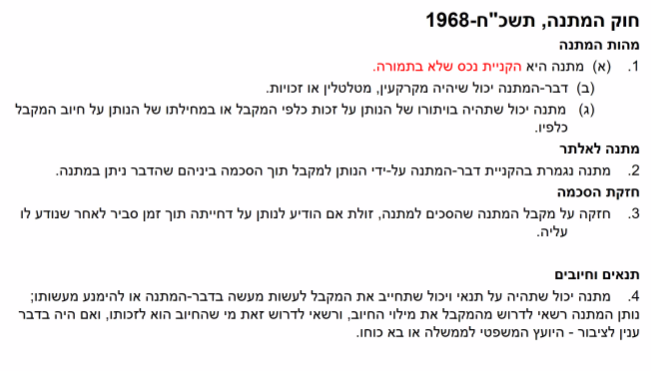 חוק המתנה, תשכ"ח-1968
מהות המתנה
1. (א) מתנה היא הקניית נכס שלא בתמורה.
(ב) דבר-המתנה יכול שיהיה מקרקעין, מטלטלין או זכויות.
(ג) מתנה יכול שתהיה בויתורו של הנותן על זכות כלפי המקבל או במחילתו של הנותן על חיוב המקבל
כלפיו.
מתנה לאלתר
2. מתנה נגמרת בהקניית דבר-המתנה על-ידי הנותן למקבל תוך הסכמה ביניהם שהדבר ניתן במתנה.
חזקת הסכמה
3. חזקה על מקבל המתנה שהסכים למתנה, זולת אם הודיע לנותן על דחייתה תוך זמן סביר לאחר שנודע לו
עליה.
תנאים וחיובים
4. מתנה יכול שתהיה על תנאי ויכול שתחייב את המקבל לעשות מעשה בדבר-המתנה או להימנע מעשותו;
נותן המתנה רשאי לדרוש מהמקבל את מילוי החיוב, ורשאי לדרוש זאת מי שהחיוב הוא לזכותו, ואם היה בדבר
ענין לציבור - היועץ המשפטי לממשלה או בא כוחו.